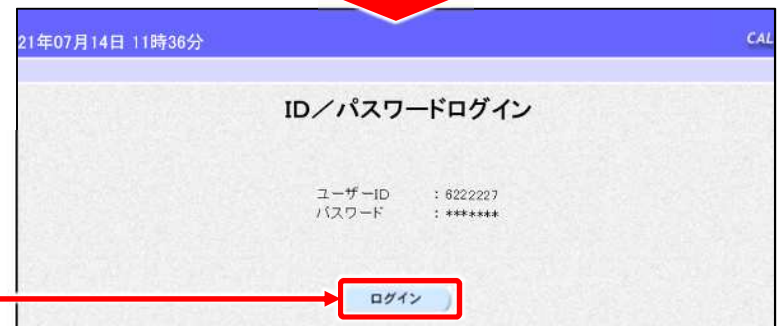 21年07月14日 11時36分
CAL
ID／パスワードログイン
ユーザーID : 6222227
パスワード : *******
ログイン